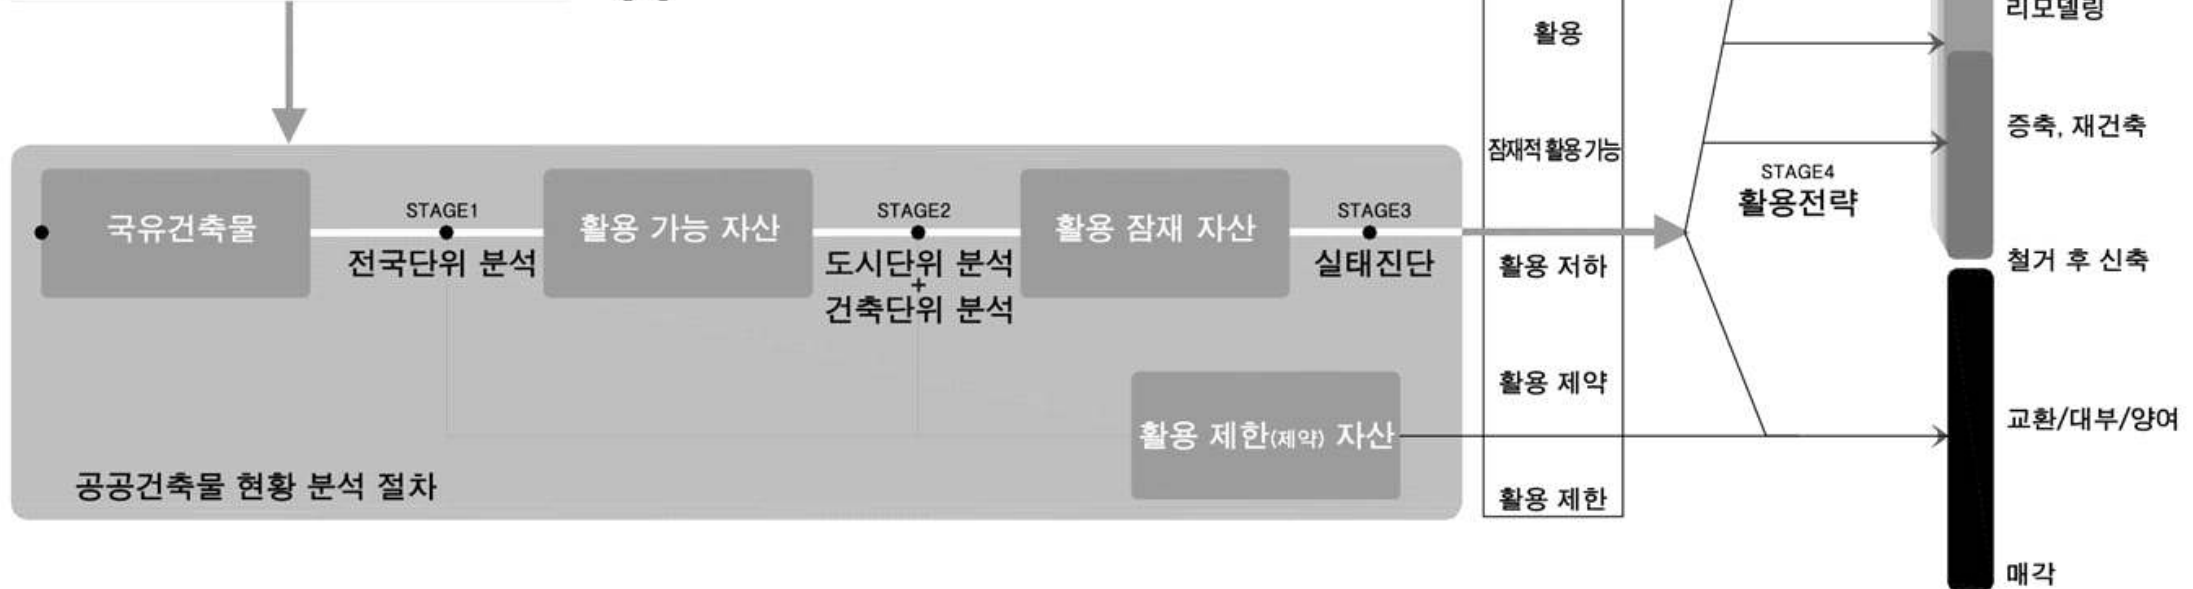 리모델링
활용
증축, 재건축
잠재적 활용 가능
STAGE4
활용전략
국유건축물
STAGE1
전국단위 분석
활용 가능 자산
STAGE2
도시단위 분석
+
건축단위 분석
활용 잠재 자산
STAGE3
실태진단
활용 저하
철거 후 신축
활용 제약
활용 제한(제약) 자산
교환/대부/양여
공공건축물 현황 분석 절차
활용 제한
매각